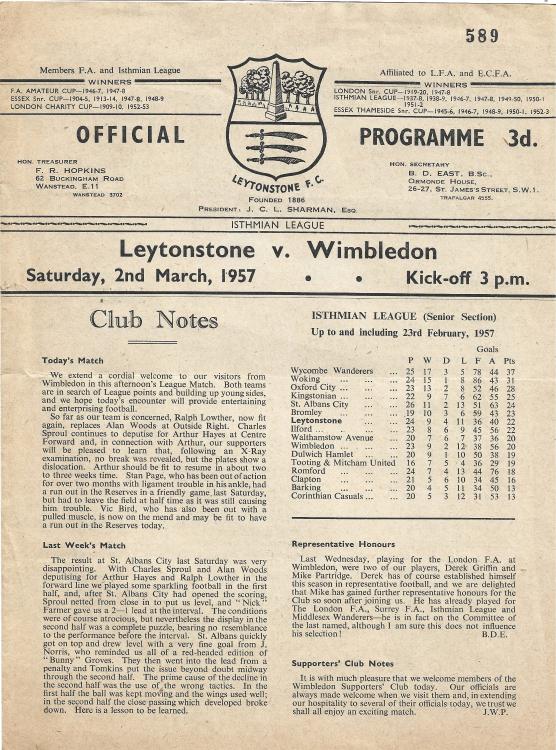 589
Members F.A. and Isthmian League
WINNERS
F.A. AMATEUR CUP—1946-7, 1947-8
ESSEX Snr. CUP—1904-5, 1913-14, 1947-8, 1948-9
LONDON CHARITY CUP—1909-10, 1952-53
Affiliated to L.F.A. and E.C.F.A.
WINNERS
LONDON Snr. CUP—1919-20, 1947-8
ISTHMIAN LEAGUE—1937-8, 1938-9, 1946-7, 1947-8, 1949-50, 1950-1
1951-2
ESSEX THAMESIDE Snr. CUP—1945-6, 1946-7, 1948-9, 1950-1, 1952-3
OFFICIAL
PROGRAMME 3d.
HON. TREASURER
F. R. HOPKINS
62 BUCKINGHAM ROAD
WANSTEAD, E.11
WANSTEAD 3702
LEYTONSTONE F.C.
FOUNDED 1886
PRESIDENT: J. C. L. SHARMAN, ESQ.
HON. SECRETARY
B. D. EAST, B.Sc.,
ORMONDE HOUSE,
26-27, ST. JAMES'S STREET, S.W.1.
TRAFALGAR 4555.
ISTHMIAN LEAGUE
Leytonstone v. Wimbledon
Saturday, 2nd March, 1957 • • Kick-off 3 p.m.
Club Notes
Today's Match
We extend a cordial welcome to our visitors from
Wimbledon in this afternoon's League Match. Both teams
are in search of League points and building up young sides,
and we hope today's encounter will provide entertaining
and enterprising football.
So far as our team is concerned, Ralph Lowther, now fit
again, replaces Alan Woods at Outside Right. Charles
Sproul continues to deputise for Arthur Hayes at Centre
Forward and, in connection with Arthur, our supporters
will be pleased to learn that, following an X-Ray
examination, no break was revealed, but the plates show a
dislocation. Arthur should be fit to resume in about two
to three weeks time. Stan Page, who has been out of action
for over two months with ligament trouble in his ankle, had
a run out in the Reserves in a friendly game last Saturday,
but had to leave the field at half time as it was still causing
him trouble. Vic Bird, who has also been out with a
pulled muscle, is now on the mend and may be fit to have
a run out in the Reserves today.
Last Week's Match
The result at St. Albans City last Saturday was very
disappointing. With Charles Sproul and Alan Woods
deputising for Arthur Hayes and Ralph Lowther in the
forward line we played some sparkling football in the first
half, and, after St. Albans City had opened the scoring,
Sproul netted from close in to put us level, and "Nick"
Farmer gave us a 2—1 lead at the interval. The conditions
were of course atrocious, but nevertheless the display in the
second half was a complete puzzle, bearing no resemblance
to the performance before the interval. St. Albans quickly
got on top and drew level with a very fine goal from J.
Norris, who reminded us all of a red-headed edition of
"Bunny" Groves. They then went into the lead from a
penalty and Tomkins put the issue beyond doubt midway
through the second half. The prime cause of the decline in
the second half was the use of the wrong tactics. In the
first half the ball was kept moving and the wings used well;
in the second half the close passing which developed broke
down. Here is a lesson to be learned.
ISTHMIAN LEAGUE (Senior Section)
Up to and including 23rd February, 1957
Goals
P W D L F A Pts
Wycombe Wanderers ... 25 17 3 5 78 44 37
Woking ... ... ... 24 15 1 8 86 43 31
Oxford City ... ... ... 23 13 2 8 52 46 28
Kingstonian ... ... ... 22 9 7 6 62 55 25
St. Albans City ... ... 26 11 2 13 51 63 24
Bromley ... ... ... 19 10 3 6 59 43 23
Leytonstone ... ... ... 24 9 4 11 36 40 22
Ilford ... ... ... ... 23 8 6 9 45 56 22
Walthamstow Avenue ... 20 7 6 7 37 36 20
Wimbledon ... ... ... 23 9 2 12 38 56 20
Dulwich Hamlet ... ... 20 9 1 10 50 38 19
Tooting & Mitcham United 16 7 5 4 36 29 19
Romford ... ... ... 24 7 4 13 44 76 18
Clapton ... ... ... 21 5 6 10 34 45 16
Barking ... ... ... 20 4 5 11 34 50 13
Corinthian Casuals ... ... 20 5 3 12 31 53 13
Representative Honours
Last Wednesday, playing for the London F.A. at
Wimbledon, were two of our players, Derek Griffin and
Mike Partridge. Derek has of course established himself
this season in representative football, and we are delighted
that Mike has gained further representative honours for the
Club so soon after joining us. He has already played for
The London F.A., Surrey F.A., Isthmian League and
Middlesex Wanderers—he is in fact on the Committee of
the last named, although I am sure this does not influence
his selection! B.D.E.
Supporters' Club Notes
It is with much pleasure that we welcome members of the
Wimbledon Supporters' Club today. Our officials are
always made welcome when we visit them and, in extending
our hospitality to several of their officials today, we trust we
shall all enjoy an exciting match. J.W.P.